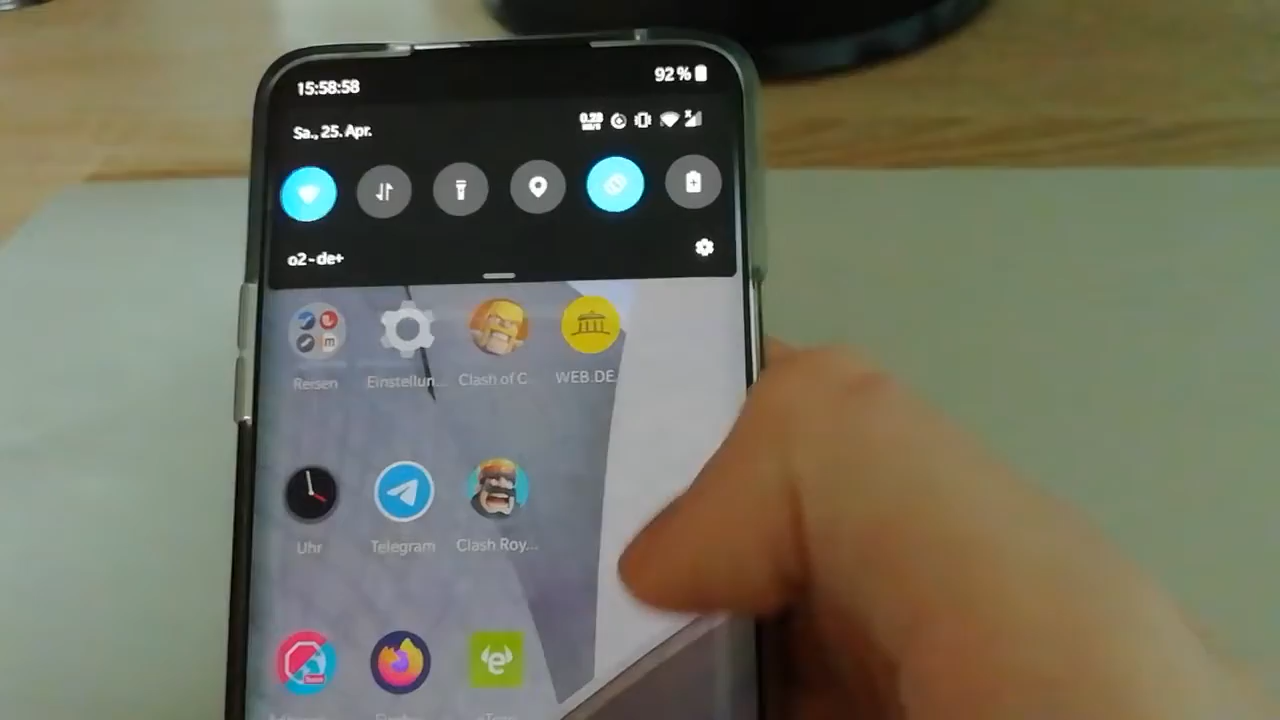 15:58:58
92 %
Sa., 25. Apr.
o2 - de+
Reisen
Einstellun...
Clash of C
WEB.DE
Uhr
Telegram
Clash Roy...